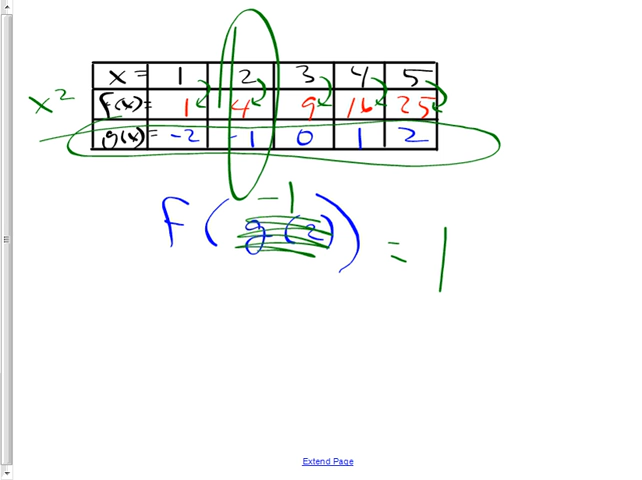 x = 1 2 3 4 5
x² f(x) = 1 4 9 16 25
g(x) = -2 -1 0 1 2
-1
f(g(2)) = 1
Extend Page